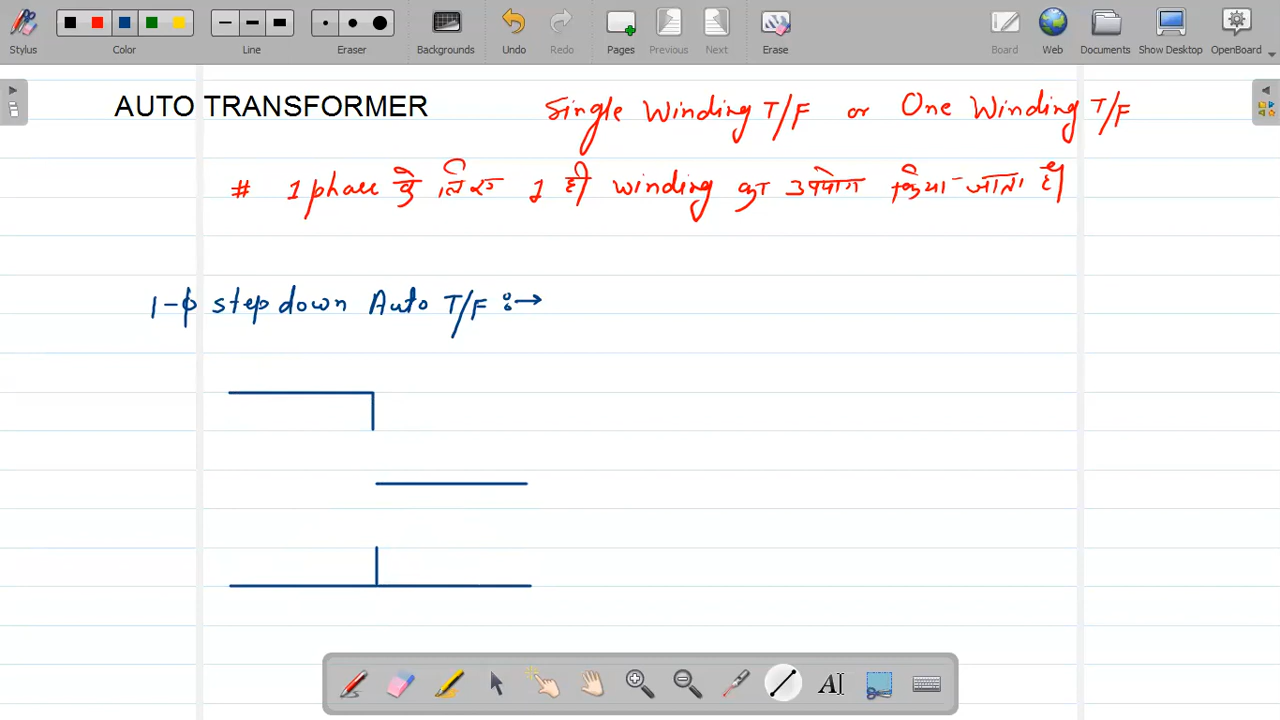 Stylus Color Line Eraser Backgrounds Undo Redo Pages Previous Next Erase Board Web Documents Show Desktop OpenBoard
AUTO TRANSFORMER Single Winding T/F or One Winding T/F
# 1 phase के लिए 1 ही winding का उपयोग किया जाता है
1-ϕ step down Auto T/F :→